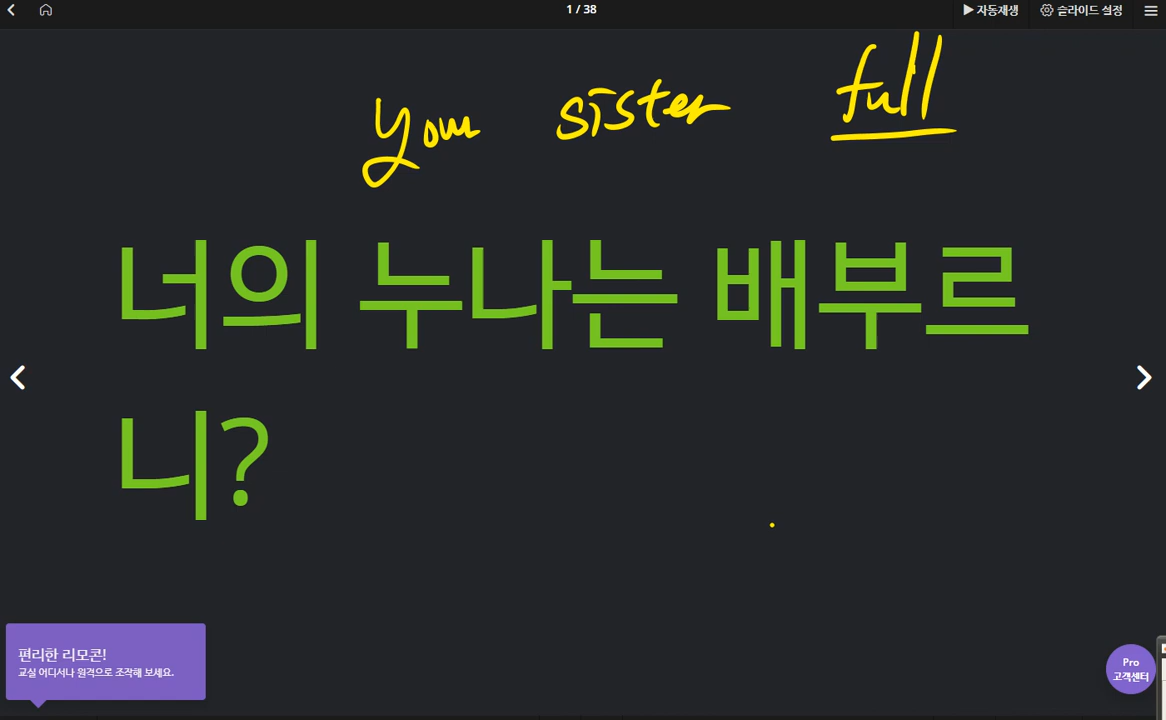 1 / 38
▶ 자동재생
슬라이드 설정
your sister full
너의 누나는 배부르
니?
편리한 리모콘!
교실 어디서나 원격으로 조작해 보세요.
Pro
고객센터